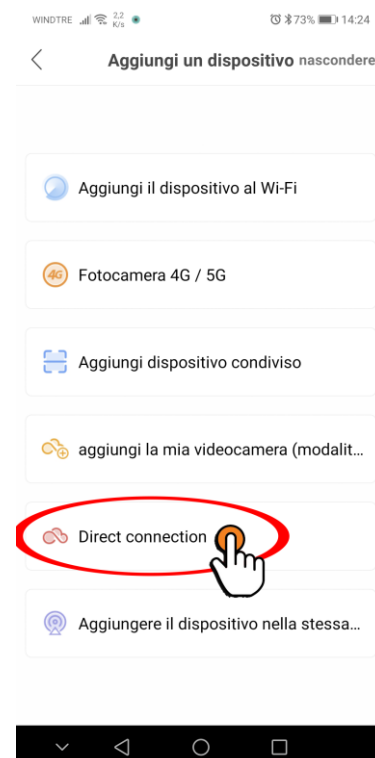 WINDTRE 2,2 K/s 73% 14:24
Aggiungi un dispositivo nascondere
Aggiungi il dispositivo al Wi-Fi
4G Fotocamera 4G / 5G
Aggiungi dispositivo condiviso
aggiungi la mia videocamera (modalit...
Direct connection
Aggiungere il dispositivo nella stessa...